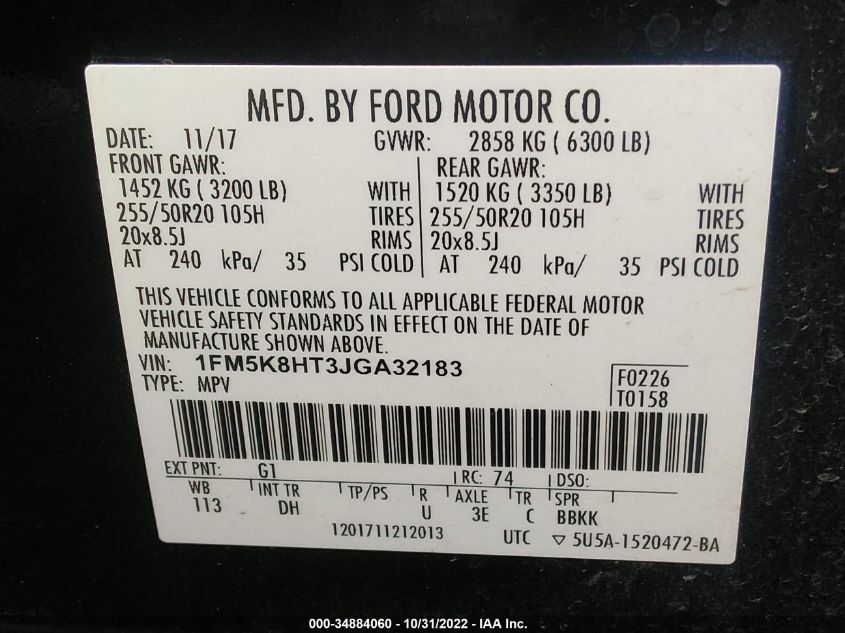 MFD. BY FORD MOTOR CO.
DATE: 11/17 GVWR: 2858 KG ( 6300 LB)
FRONT GAWR: REAR GAWR:
1452 KG ( 3200 LB) WITH 1520 KG ( 3350 LB) WITH
255/50R20 105H TIRES 255/50R20 105H TIRES
20x8.5J RIMS 20x8.5J RIMS
AT 240 kPa/ 35 PSI COLD AT 240 kPa/ 35 PSI COLD
THIS VEHICLE CONFORMS TO ALL APPLICABLE FEDERAL MOTOR
VEHICLE SAFETY STANDARDS IN EFFECT ON THE DATE OF
MANUFACTURE SHOWN ABOVE.
VIN: 1FM5K8HT3JGA32183
TYPE: MPV
F0226
T0158
EXT PNT: G1 RC: 74 DSO:
WB INT TR TP/PS R AXLE TR SPR
113 DH U 3E C BBKK
1201711212013 UTC ▽ 5U5A-1520472-BA
000-34884060 - 10/31/2022 - IAA Inc.